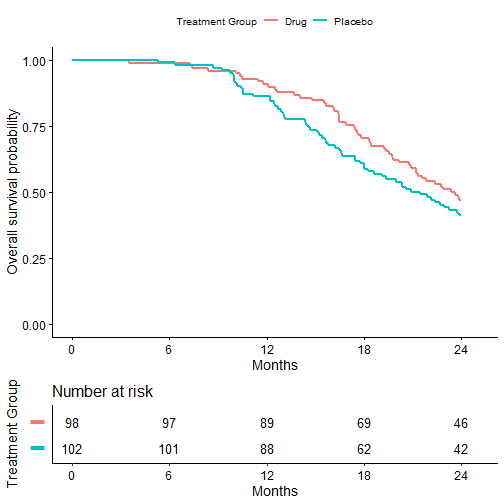 Treatment Group Drug Placebo
Overall survival probability
1.00
0.75
0.50
0.25
0.00
0 6 12 18 24
Months
Number at risk
Treatment Group
98 97 89 69 46
102 101 88 62 42
0 6 12 18 24
Months